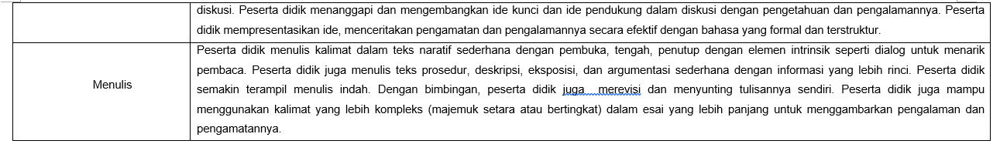 diskusi. Peserta didik menanggapi dan mengembangkan ide kunci dan ide pendukung dalam diskusi dengan pengetahuan dan pengalamannya. Peserta
didik mempresentasikan ide, menceritakan pengamatan dan pengalamannya secara efektif dengan bahasa yang formal dan terstruktur.
Menulis
Peserta didik menulis kalimat dalam teks naratif sederhana dengan pembuka, tengah, penutup dengan elemen intrinsik seperti dialog untuk menarik
pembaca. Peserta didik juga menulis teks prosedur, deskripsi, eksposisi, dan argumentasi sederhana dengan informasi yang lebih rinci. Peserta didik
semakin terampil menulis indah. Dengan bimbingan, peserta didik juga merevisi dan menyunting tulisannya sendiri. Peserta didik juga mampu
menggunakan kalimat yang lebih kompleks (majemuk setara atau bertingkat) dalam esai yang lebih panjang untuk menggambarkan pengalaman dan
pengamatannya.